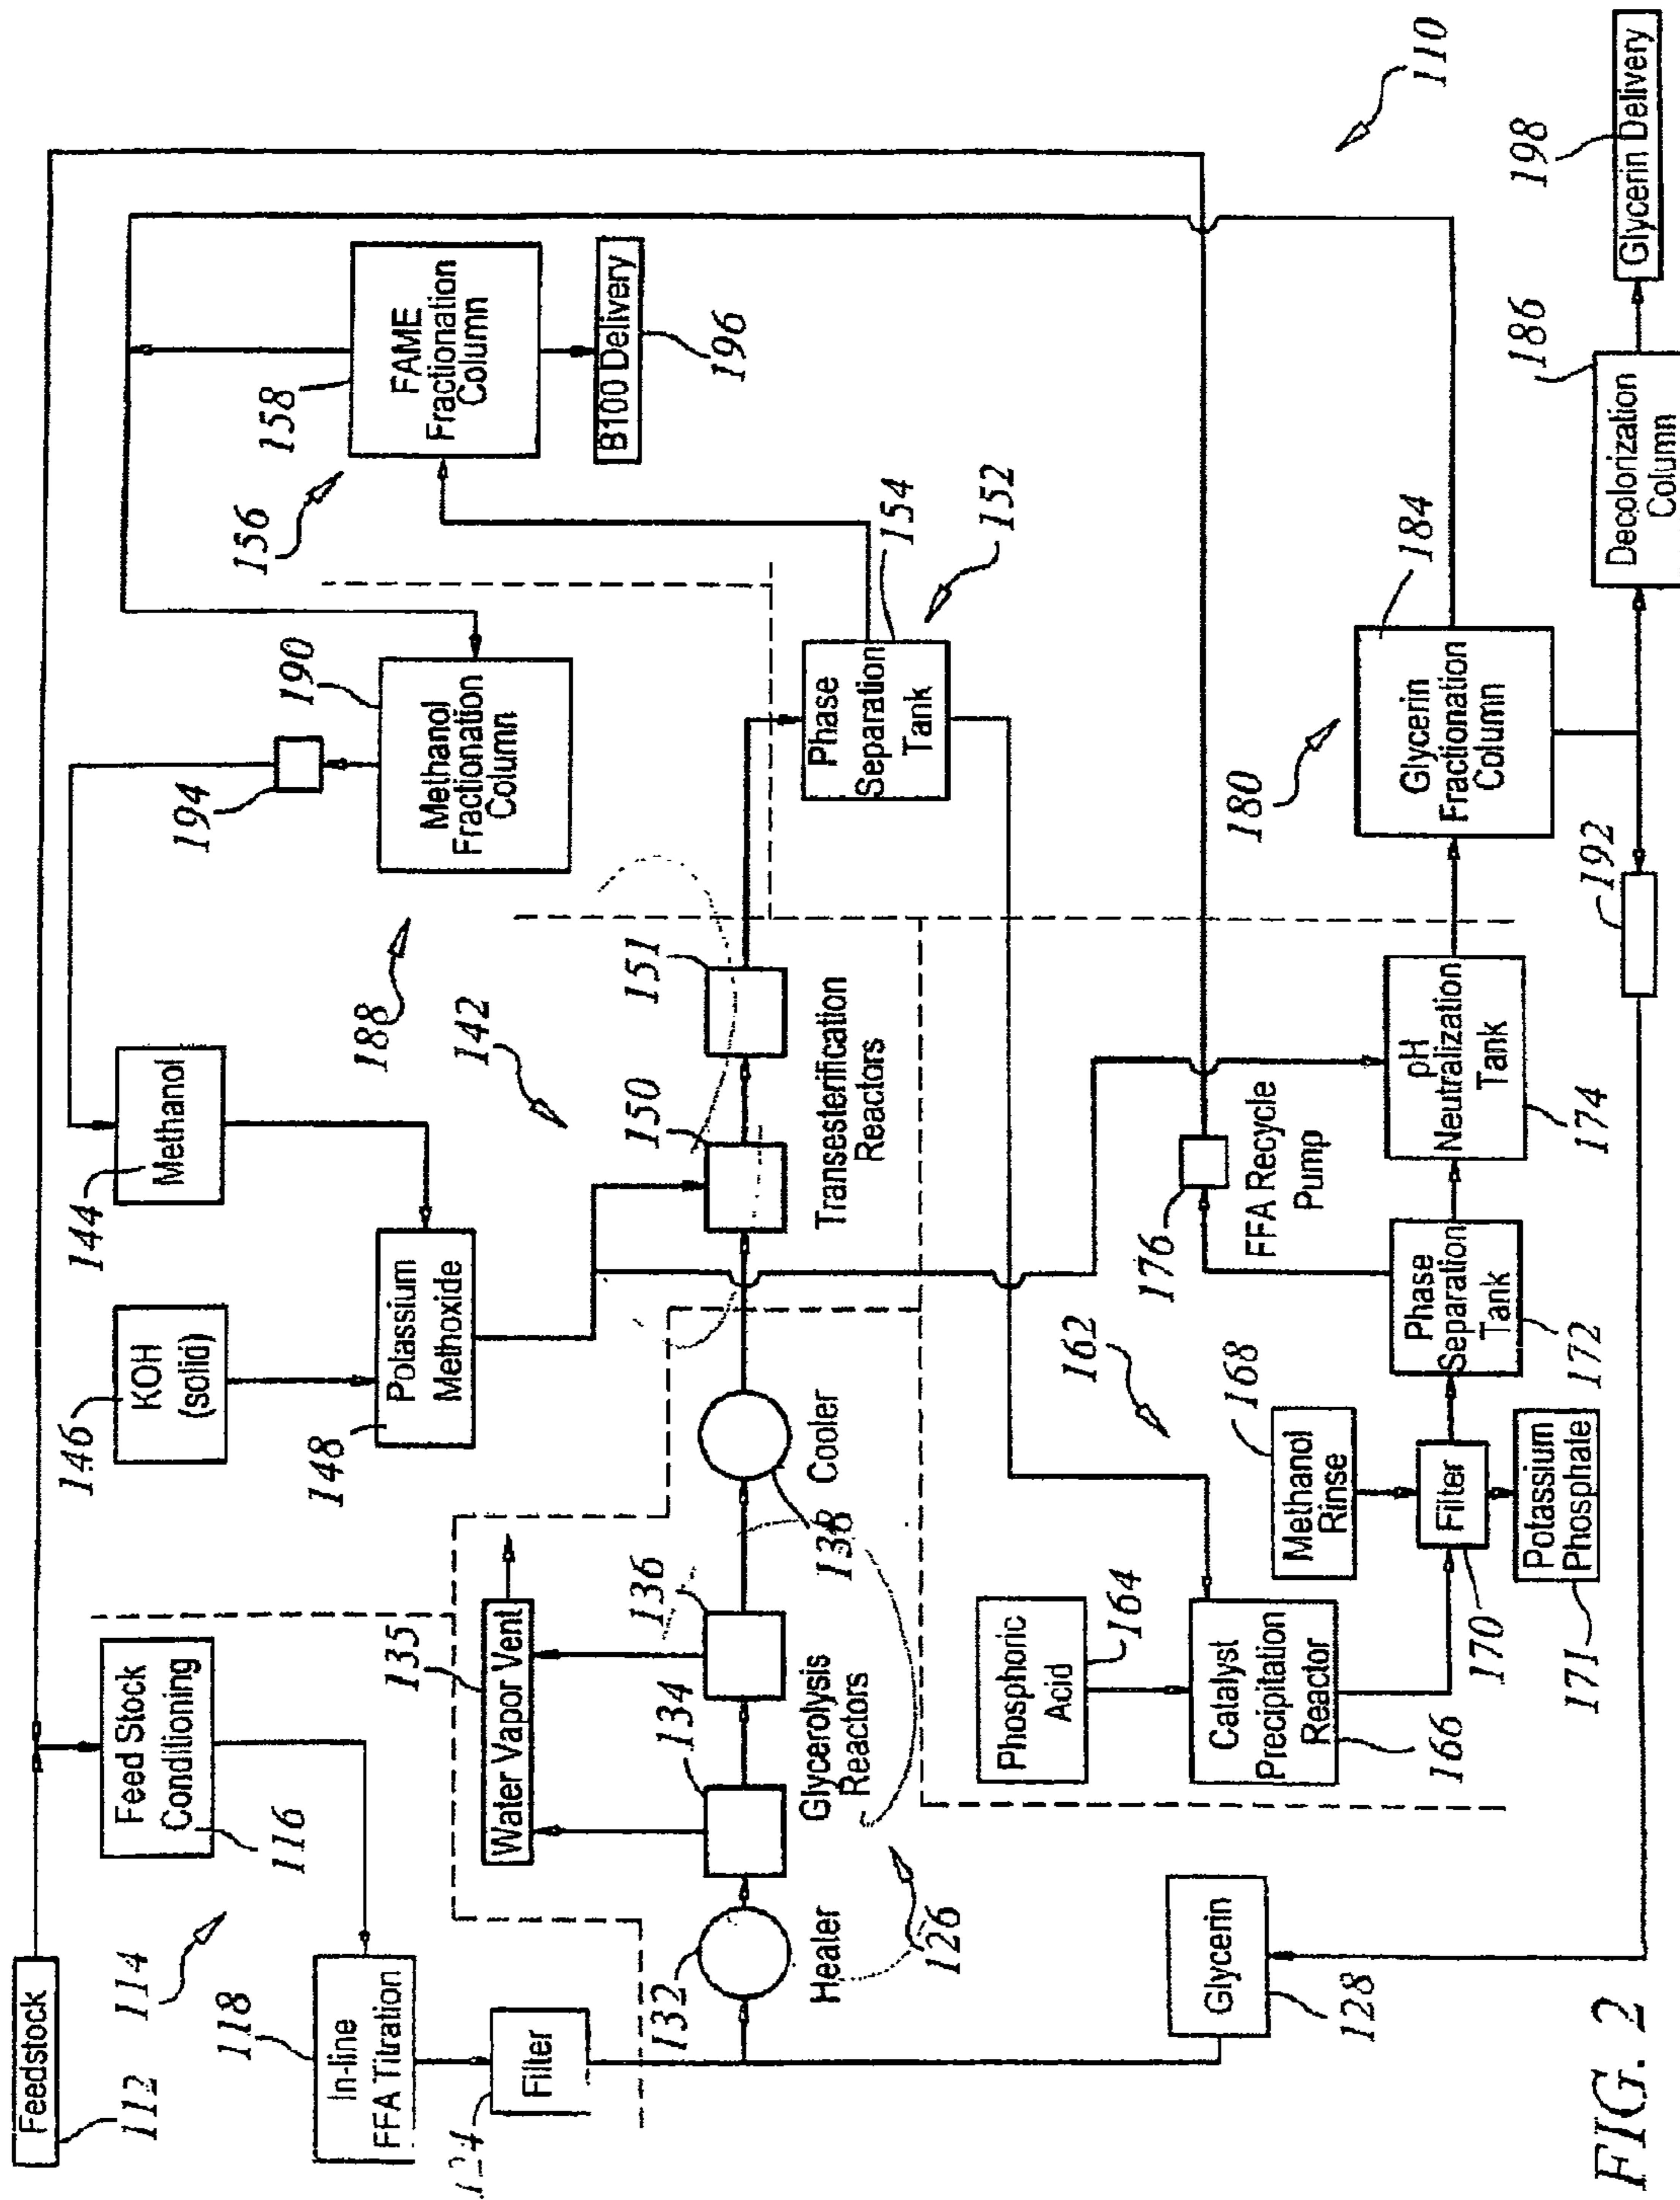 Feedstock
112
114
Feed Stock
Conditioning
116
118
In-line
FFA Titration
124
Filter
146
KOH
(solid)
144
Methanol
148
Potassium
Methoxide
194
190
Methanol
Fractionation
Column
188
156
158
FAME
Fractionation
Column
B100 Delivery
196
135
Water Vapor Vent
132
Healer
134
136
Glycerolysis
Reactors
126
138
Cooler
142
150
151
Transesterification
Reactors
Phase
Separation
Tank
154
152
Glycerin
128
Phosphoric
Acid
164
Catalyst
Precipitation
Reactor
166
162
168
Methanol
Rinse
Filter
170
Potassium
Phosphate
171
176
FFA Recycle
Pump
Phase
Separation
Tank
172
pH
Neutralization
Tank
174
180
Glycerin
Fractionation
Column
184
192
186
Decolorization
Column
198
Glycerin Delivery
110
FIG. 2